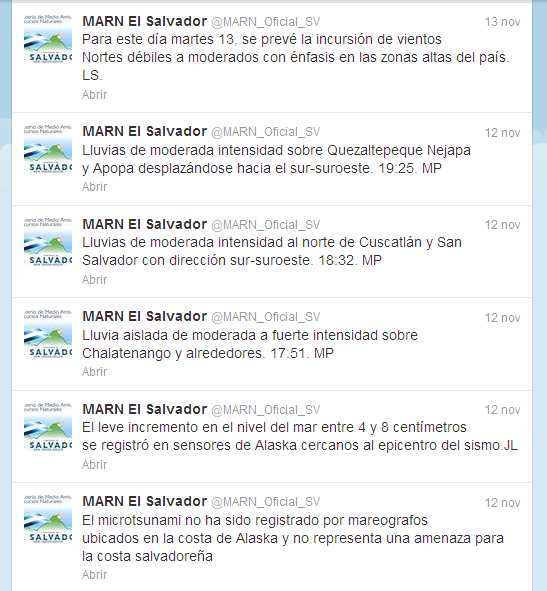 MARN El Salvador @MARN_Oficial_SV 13 nov
Para este día martes 13, se prevé la incursión de vientos
Nortes débiles a moderados con énfasis en las zonas altas del país.
LS.
Abrir
MARN El Salvador @MARN_Oficial_SV 12 nov
Lluvias de moderada intensidad sobre Quezaltepeque Nejapa
y Apopa desplazándose hacia el sur-suroeste. 19:25. MP
Abrir
MARN El Salvador @MARN_Oficial_SV 12 nov
Lluvias de moderada intensidad al norte de Cuscatlán y San
Salvador con dirección sur-suroeste. 18:32. MP
Abrir
MARN El Salvador @MARN_Oficial_SV 12 nov
Lluvia aislada de moderada a fuerte intensidad sobre
Chalatenango y alrededores. 17:51. MP
Abrir
MARN El Salvador @MARN_Oficial_SV 12 nov
El leve incremento en el nivel del mar entre 4 y 8 centímetros
se registró en sensores de Alaska cercanos al epicentro del sismo.JL
Abrir
MARN El Salvador @MARN_Oficial_SV 12 nov
El microtsunami no ha sido registrado por mareografos
ubicados en la costa de Alaska y no representa una amenaza para
la costa salvadoreña
Abrir